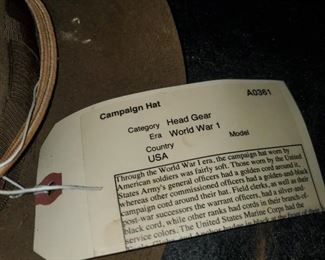 Campaign Hat A0361
Category Head Gear
Era World War 1 Model
Country
USA
Through the World War I era, the campaign hat worn by
American soldiers was fairly soft. Those worn by the United
States Army's general officers had a gold cord around it,
whereas other commissioned officers had a golden-and-black
campaign cord around their hat. Field clerks, as well as their
post-war successors the warrant officers, had a silver-and-
black cord, while other ranks, had cords in their branch-of-
service colors. The United States Marine Corps had the